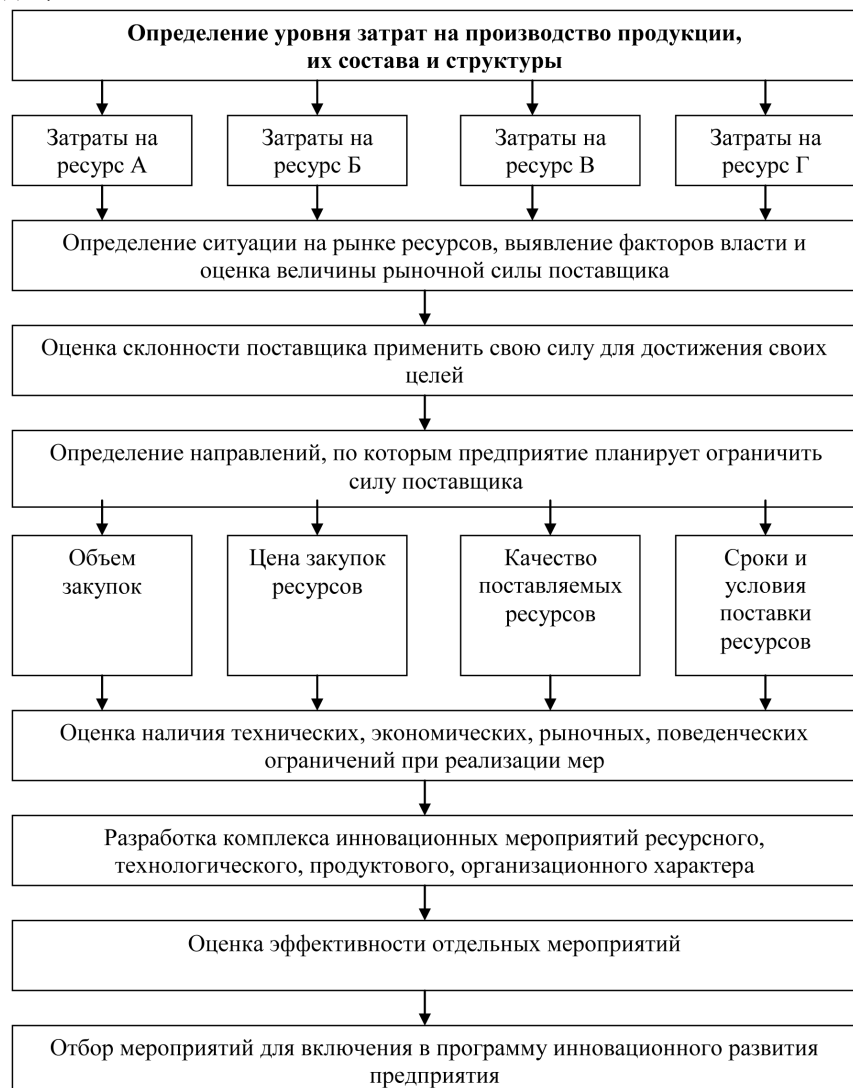 Определение уровня затрат на производство продукции,
их состава и структуры
Затраты на
ресурс А
Затраты на
ресурс Б
Затраты на
ресурс В
Затраты на
ресурс Г
Определение ситуации на рынке ресурсов, выявление факторов власти и
оценка величины рыночной силы поставщика
Оценка склонности поставщика применить свою силу для достижения своих
целей
Определение направлений, по которым предприятие планирует ограничить
силу поставщика
Объем
закупок
Цена закупок
ресурсов
Качество
поставляемых
ресурсов
Сроки и
условия
поставки
ресурсов
Оценка наличия технических, экономических, рыночных, поведенческих
ограничений при реализации мер
Разработка комплекса инновационных мероприятий ресурсного,
технологического, продуктового, организационного характера
Оценка эффективности отдельных мероприятий
Отбор мероприятий для включения в программу инновационного развития
предприятия